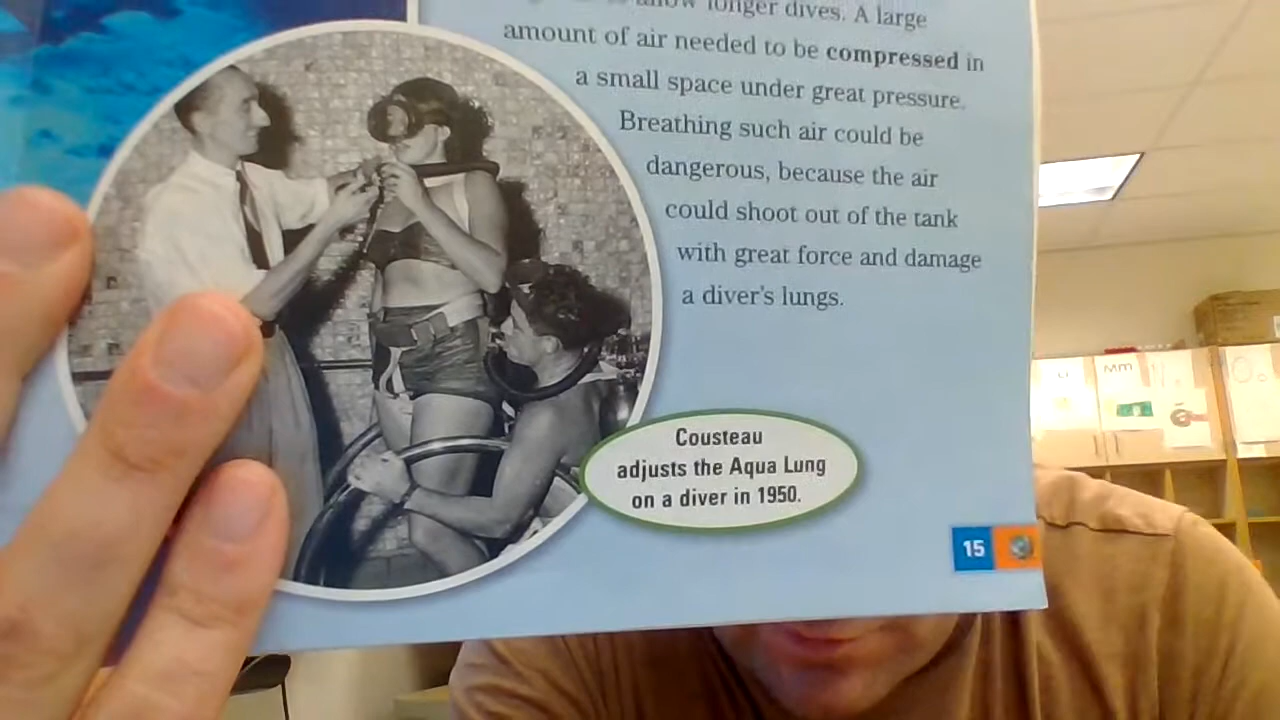 longer dives. A large
amount of air needed to be compressed in
a small space under great pressure.
Breathing such air could be
dangerous, because the air
could shoot out of the tank
with great force and damage
a diver's lungs.
Cousteau
adjusts the Aqua Lung
on a diver in 1950.
15
Mm